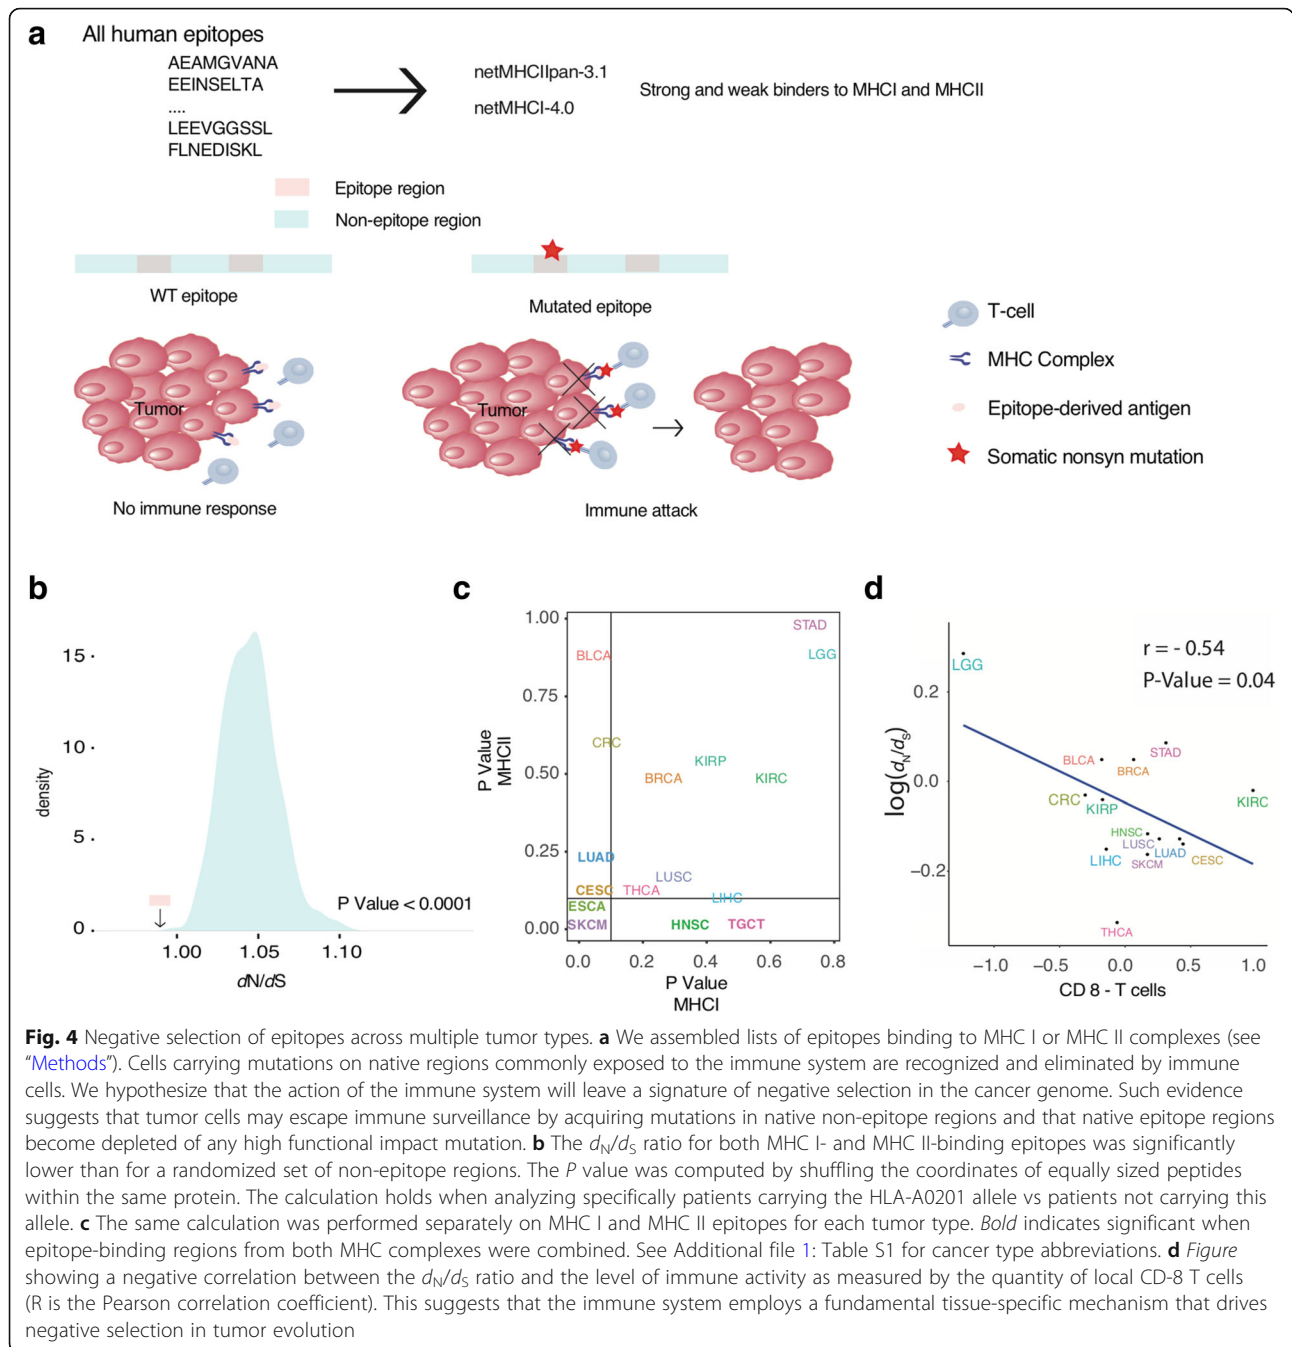 a
All human epitopes
AEAMGVANA
EEINSELTA
....
LEEVGGSSL
FLNEDISKL
netMHCIIpan-3.1
netMHCI-4.0
Strong and weak binders to MHCI and MHCII
Epitope region
Non-epitope region
WT epitope
Mutated epitope
Tumor
Tumor
No immune response
Immune attack
T-cell
MHC Complex
Epitope-derived antigen
Somatic nonsyn mutation
b
density
15
10
5
0
1.00
1.05
1.10
dN/dS
P Value < 0.0001
c
P Value
MHCII
1.00
0.75
0.50
0.25
0.00
STAD
BLCA
LGG
CRC
KIRP
BRCA
KIRC
LUAD
LUSC
CESC
THCA
LIHC
ESCA
SKCM
HNSC
TGCT
0.0
0.2
0.4
0.6
0.8
P Value
MHCI
d
r = - 0.54
P-Value = 0.04
log(dN/dS)
0.2
0.0
−0.2
LGG
STAD
BLCA
BRCA
CRC
KIRP
KIRC
HNSC
LUSC
LIHC
LUAD
SKCM
CESC
THCA
−1.0
−0.5
0.0
0.5
1.0
CD 8 - T cells
Fig. 4 Negative selection of epitopes across multiple tumor types. a We assembled lists of epitopes binding to MHC I or MHC II complexes (see
“Methods”). Cells carrying mutations on native regions commonly exposed to the immune system are recognized and eliminated by immune
cells. We hypothesize that the action of the immune system will leave a signature of negative selection in the cancer genome. Such evidence
suggests that tumor cells may escape immune surveillance by acquiring mutations in native non-epitope regions and that native epitope regions
become depleted of any high functional impact mutation. b The dN/dS ratio for both MHC I- and MHC II-binding epitopes was significantly
lower than for a randomized set of non-epitope regions. The P value was computed by shuffling the coordinates of equally sized peptides
within the same protein. The calculation holds when analyzing specifically patients carrying the HLA-A0201 allele vs patients not carrying this
allele. c The same calculation was performed separately on MHC I and MHC II epitopes for each tumor type. Bold indicates significant when
epitope-binding regions from both MHC complexes were combined. See Additional file 1: Table S1 for cancer type abbreviations. d Figure
showing a negative correlation between the dN/dS ratio and the level of immune activity as measured by the quantity of local CD-8 T cells
(R is the Pearson correlation coefficient). This suggests that the immune system employs a fundamental tissue-specific mechanism that drives
negative selection in tumor evolution